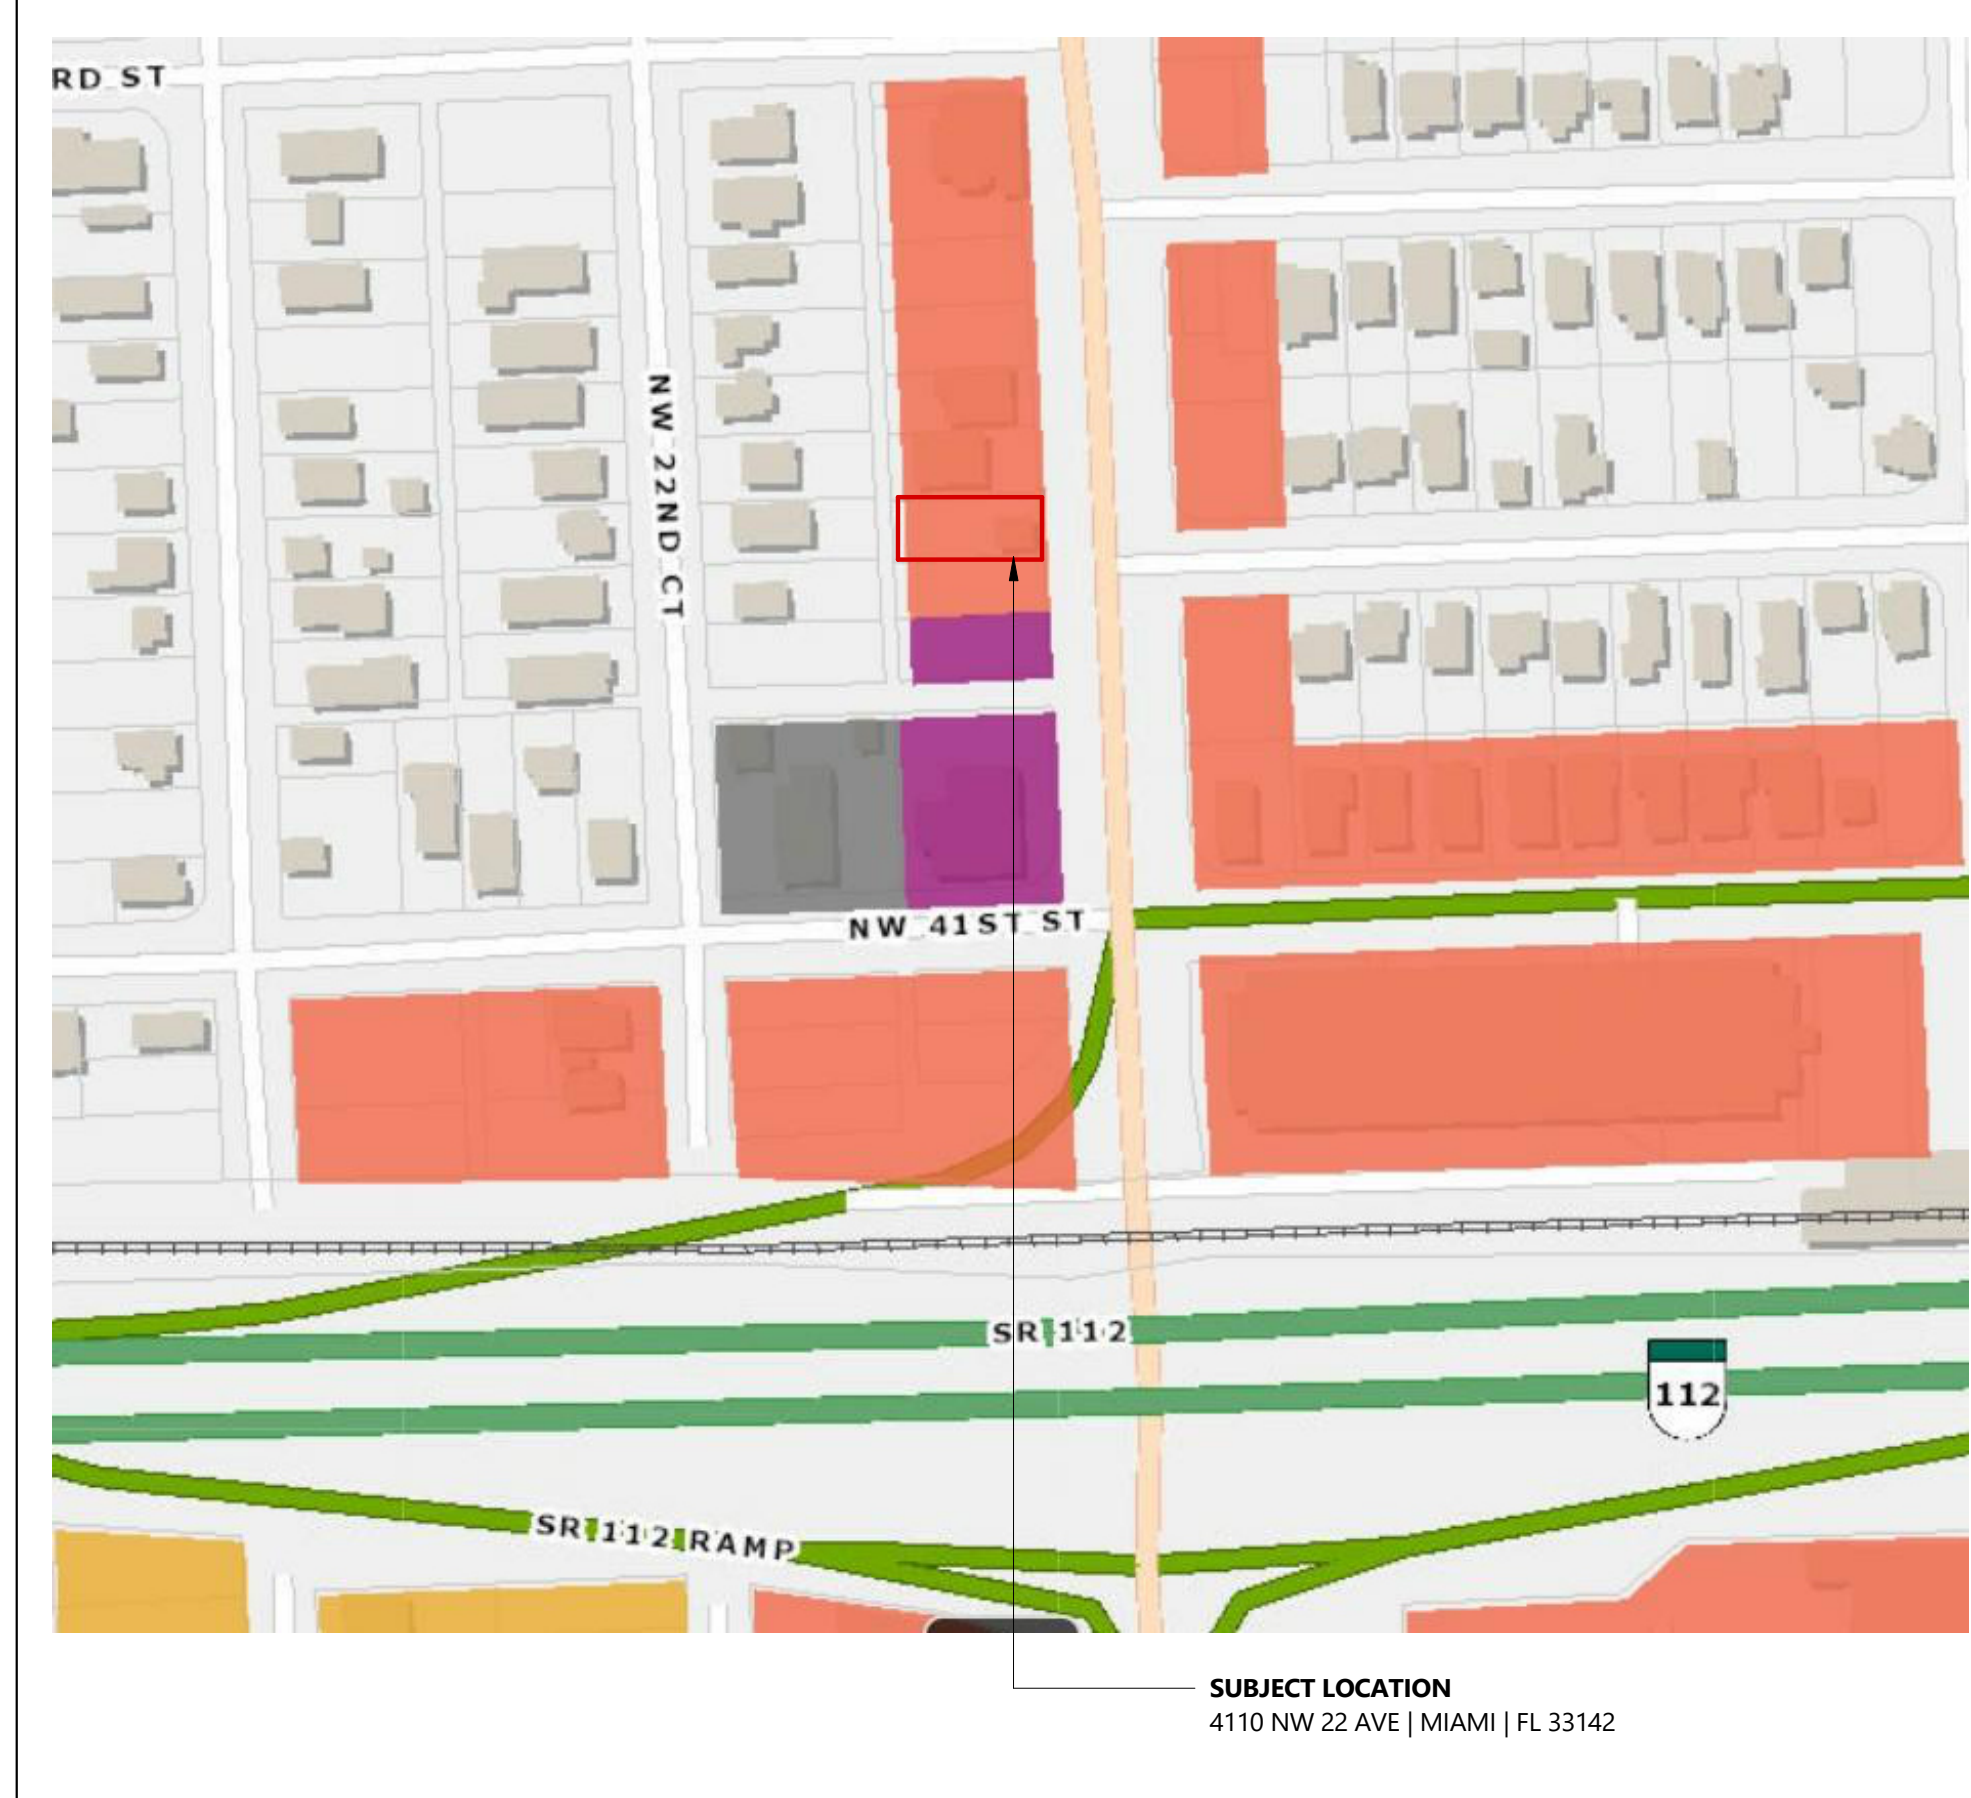 RD ST
NW 22ND CT
NW 41ST ST
SR 112
112
SR 112 RAMP
SUBJECT LOCATION
4110 NW 22 AVE | MIAMI | FL 33142